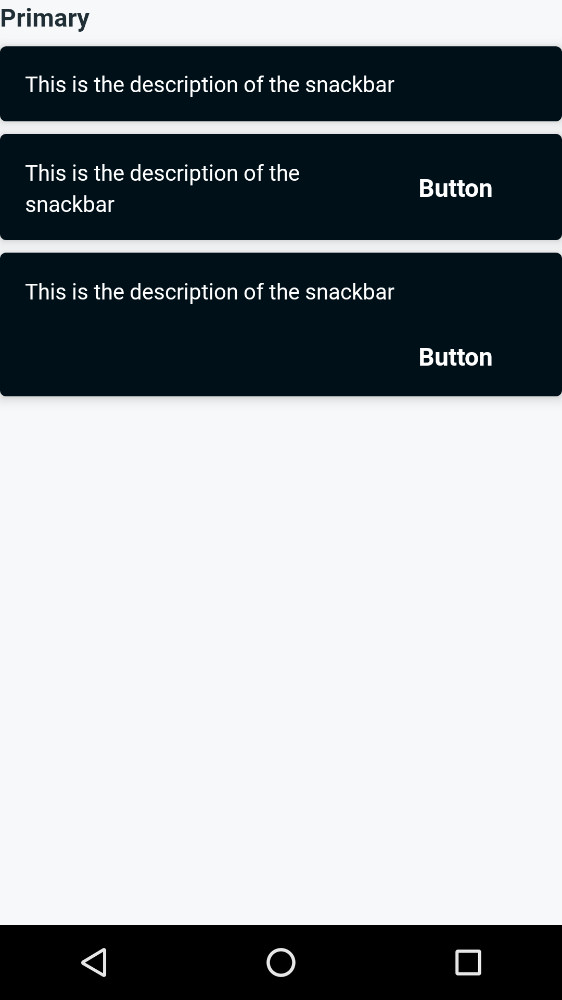 Primary
This is the description of the snackbar
This is the description of the
snackbar
Button
This is the description of the snackbar
Button